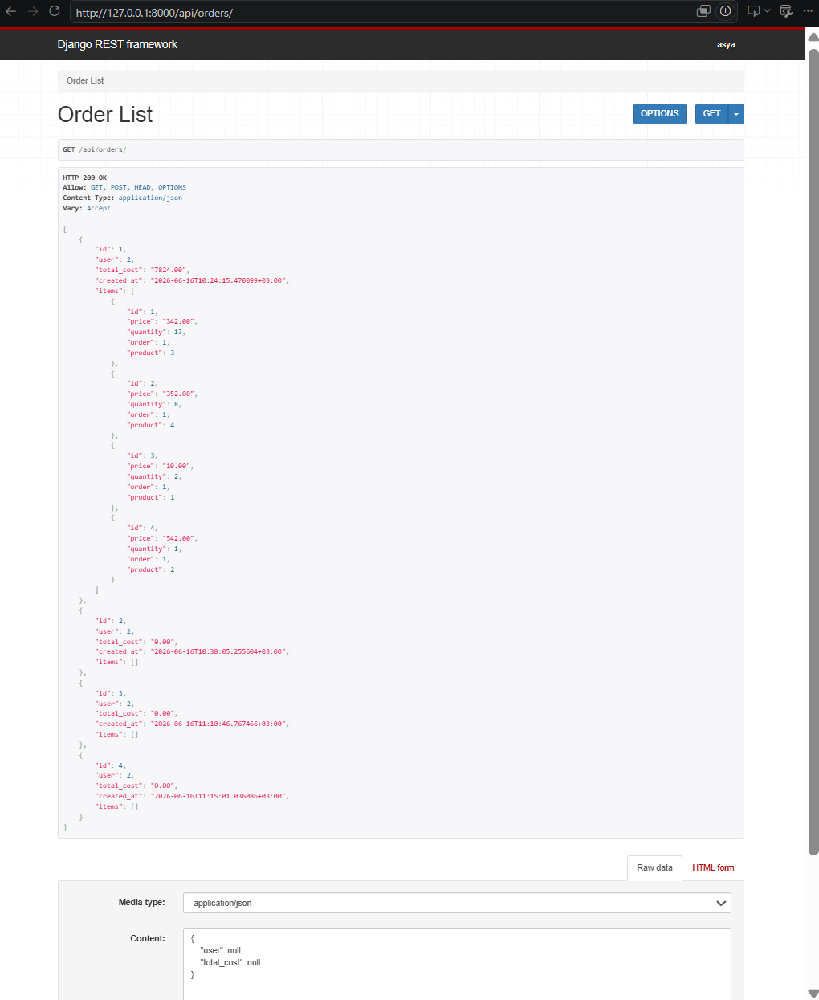 http://127.0.0.1:8000/api/orders/
Django REST framework
asya
Order List
Order List
OPTIONS
GET
GET /api/orders/
HTTP 200 OK
Allow: GET, POST, HEAD, OPTIONS
Content-Type: application/json
Vary: Accept
[
    {
        "id": 1,
        "user": 2,
        "total_cost": "7824.00",
        "created_at": "2026-06-16T10:24:15.470099+03:00",
        "items": [
            {
                "id": 1,
                "price": "342.00",
                "quantity": 13,
                "order": 1,
                "product": 3
            },
            {
                "id": 2,
                "price": "352.00",
                "quantity": 8,
                "order": 1,
                "product": 4
            },
            {
                "id": 3,
                "price": "10.00",
                "quantity": 2,
                "order": 1,
                "product": 1
            },
            {
                "id": 4,
                "price": "542.00",
                "quantity": 1,
                "order": 1,
                "product": 2
            }
        ]
    },
    {
        "id": 2,
        "user": 2,
        "total_cost": "0.00",
        "created_at": "2026-06-16T10:38:05.255604+03:00",
        "items": []
    },
    {
        "id": 3,
        "user": 2,
        "total_cost": "0.00",
        "created_at": "2026-06-16T11:10:46.767466+03:00",
        "items": []
    },
    {
        "id": 4,
        "user": 2,
        "total_cost": "0.00",
        "created_at": "2026-06-16T11:15:01.036086+03:00",
        "items": []
    }
]
Raw data
HTML form
Media type:
application/json
Content:
{
    "user": null,
    "total_cost": null
}